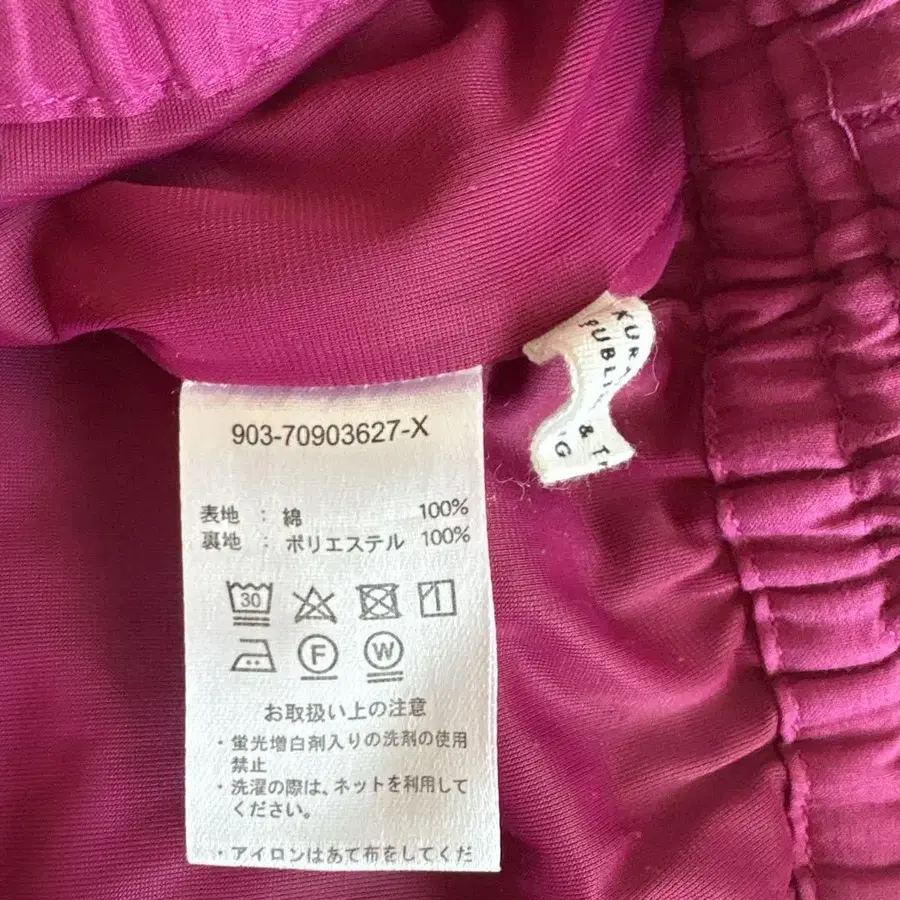 903-70903627-X
表地 : 綿 100%
裏地 : ポリエステル 100%
30
F W
お取扱い上の注意
・蛍光増白剤入りの洗剤の使用
禁止
・洗濯の際は、ネットを利用して
ください。
・アイロンはあて布をしてくだ
KUR
PUBLI
& T
G